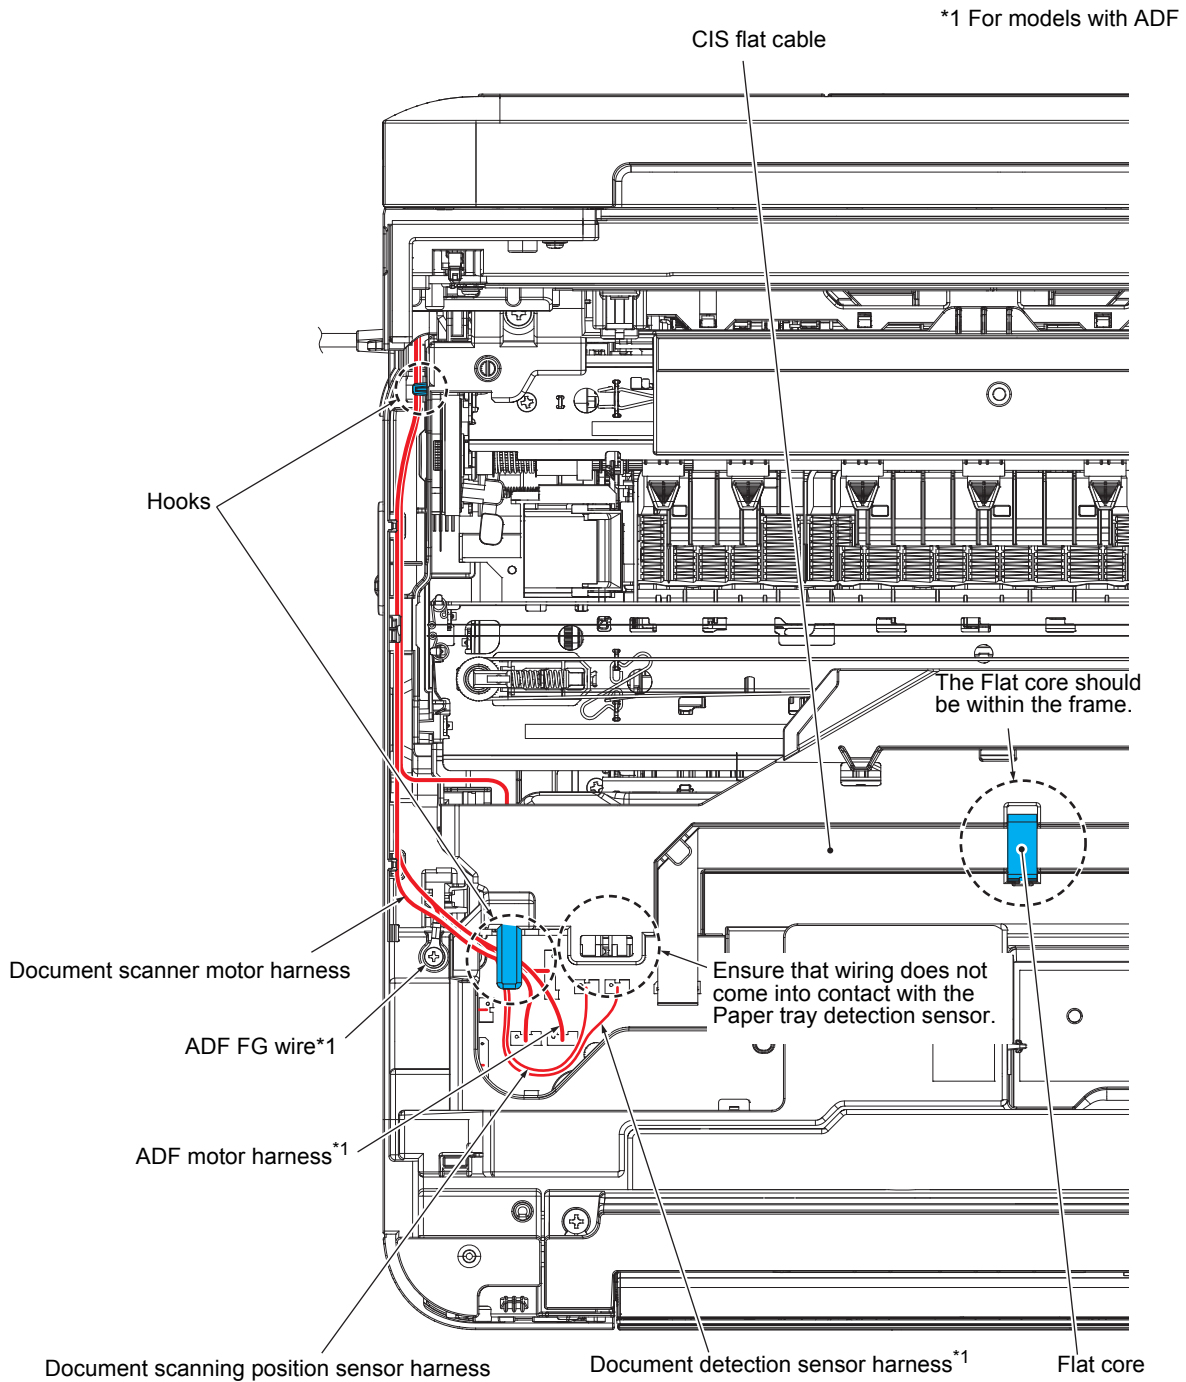 *1 For models with ADF
CIS flat cable
Hooks
The Flat core should
be within the frame.
Document scanner motor harness
Ensure that wiring does not
come into contact with the
Paper tray detection sensor.
ADF FG wire*1
ADF motor harness*1
Document scanning position sensor harness
Document detection sensor harness*1
Flat core